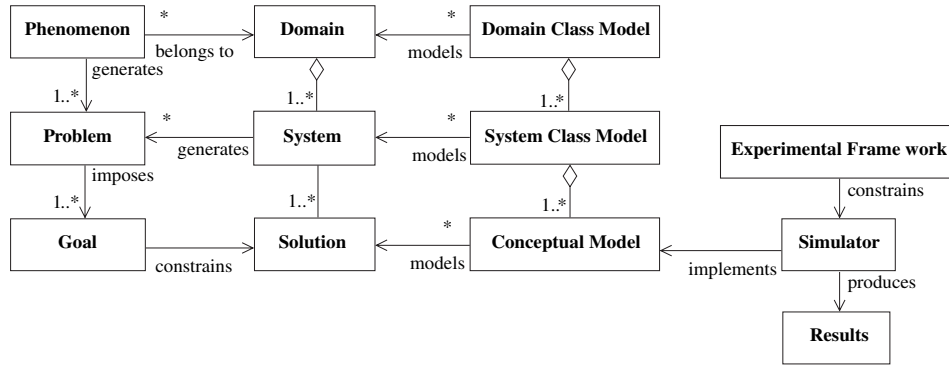 Phenomenon
*
belongs to
Domain
*
models
Domain Class Model
generates
1..*
1..*
1..*
Problem
*
generates
System
*
models
System Class Model
Experimental Frame work
imposes
1..*
1..*
1..*
constrains
Goal
constrains
Solution
*
models
Conceptual Model
implements
Simulator
produces
Results